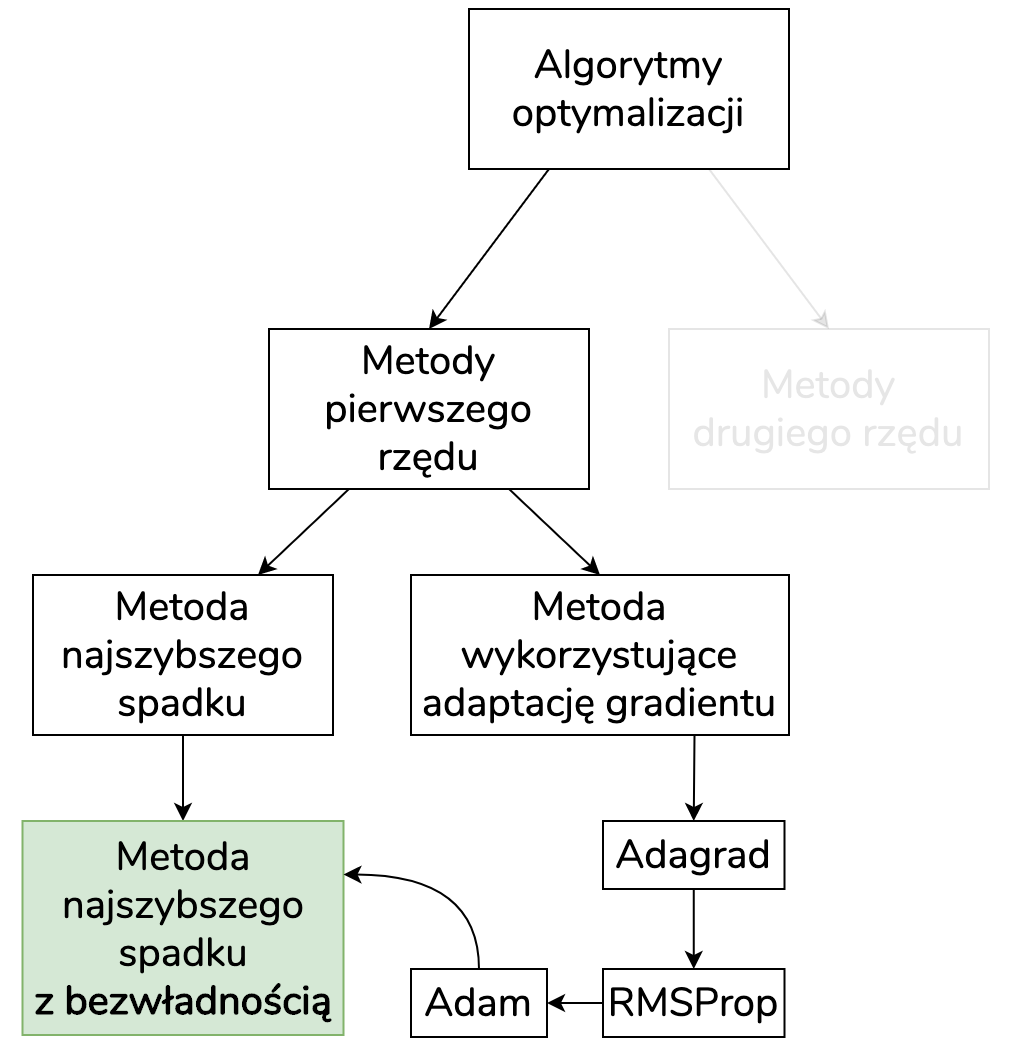 Algorytmy
optymalizacji
Metody
pierwszego
rzędu
Metody
drugiego rzędu
Metoda
najszybszego
spadku
Metoda
wykorzystujące
adaptację gradientu
Metoda
najszybszego
spadku
z bezwładnością
Adagrad
Adam
RMSProp